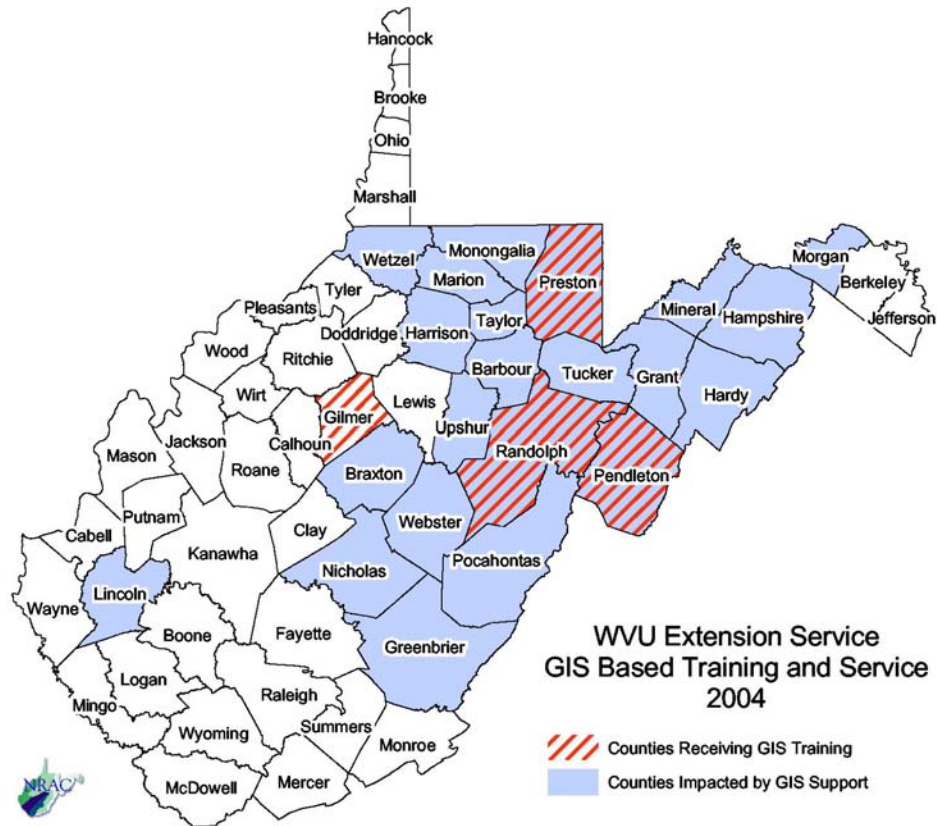 Hancock
Brooke
Ohio
Marshall
Wetzel
Monongalia
Marion
Preston
Morgan
Berkeley
Jefferson
Mineral
Hampshire
Tyler
Pleasants
Doddridge
Harrison
Taylor
Wood
Ritchie
Barbour
Tucker
Grant
Hardy
Wirt
Gilmer
Lewis
Upshur
Calhoun
Jackson
Mason
Roane
Randolph
Pendleton
Braxton
Putnam
Webster
Clay
Cabell
Kanawha
Pocahontas
Nicholas
Lincoln
Wayne
Boone
Fayette
Greenbrier
Logan
Mingo
Raleigh
Wyoming
Summers
Monroe
McDowell
Mercer
WVU Extension Service
GIS Based Training and Service
2004
Counties Receiving GIS Training
Counties Impacted by GIS Support
NRAC